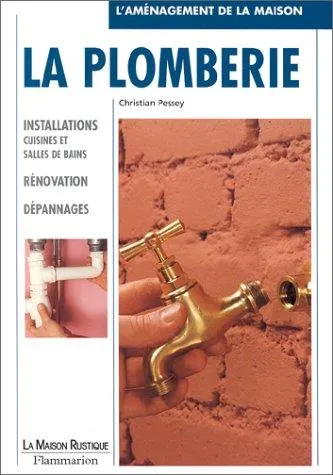 L'AMÉNAGEMENT DE LA MAISON
LA PLOMBERIE
Christian Pessey
INSTALLATIONS
CUISINES ET
SALLES DE BAINS
RÉNOVATION
DÉPANNAGES
LA MAISON RUSTIQUE
Flammarion